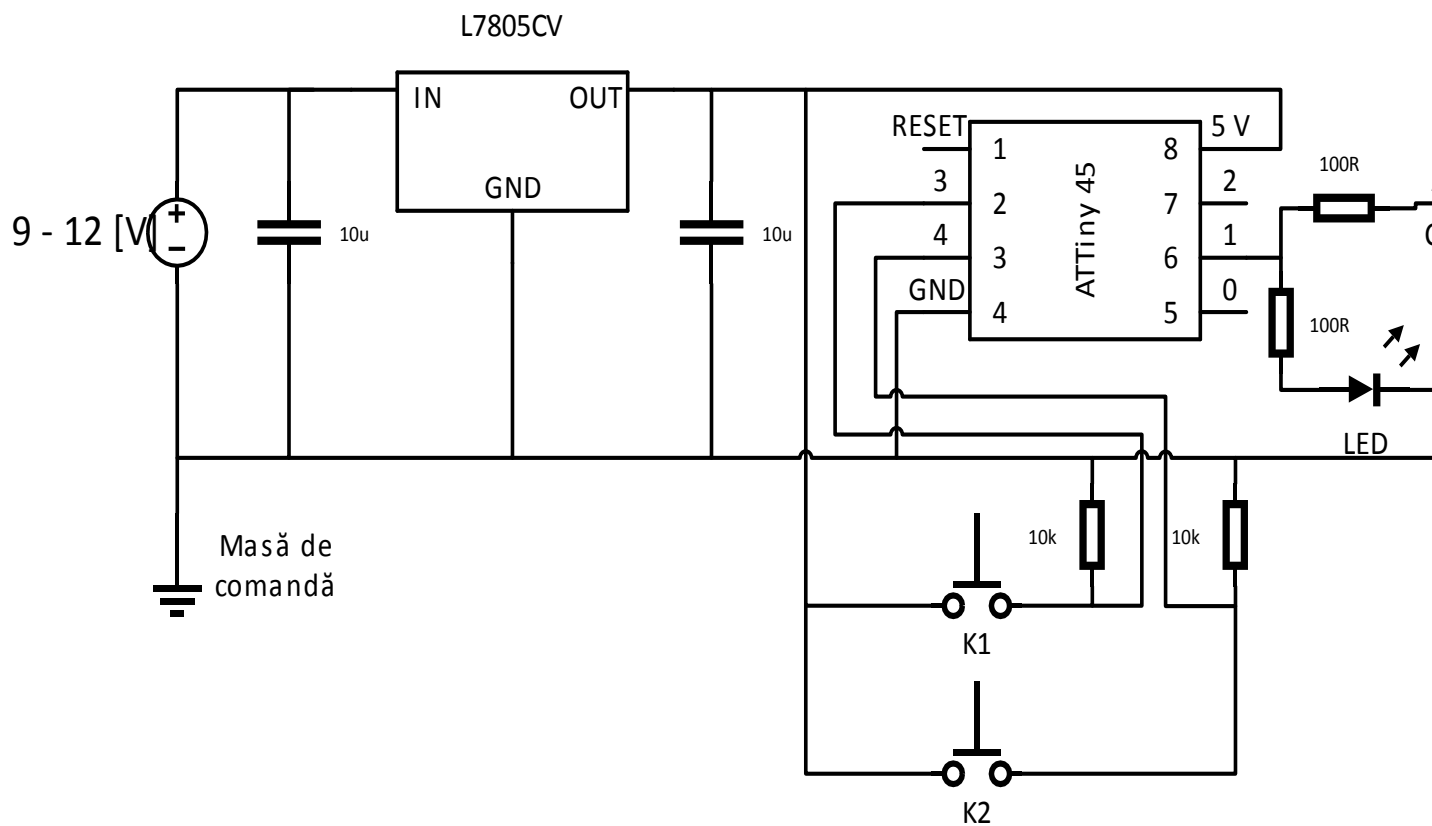 L7805CV
IN
OUT
GND
9 - 12 [V]
10u
10u
RESET
3
4
GND
1
2
3
4
ATTiny 45
8
7
6
5
5 V
2
1
0
100R
100R
LED
Masă de
comandă
10k
10k
K1
K2